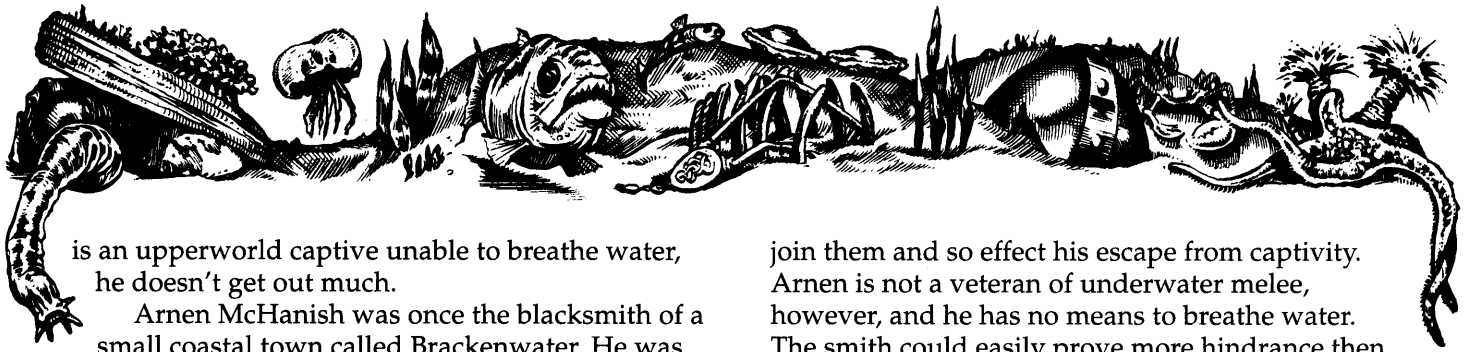 is an upperworld captive unable to breathe water,
he doesn't get out much.
Arnen McHanish was once the blacksmith of a
small coastal town called Brackenwater. He was
join them and so effect his escape from captivity.
Arnen is not a veteran of underwater melee,
however, and he has no means to breathe water.
The smith could easily prove more hindrance then